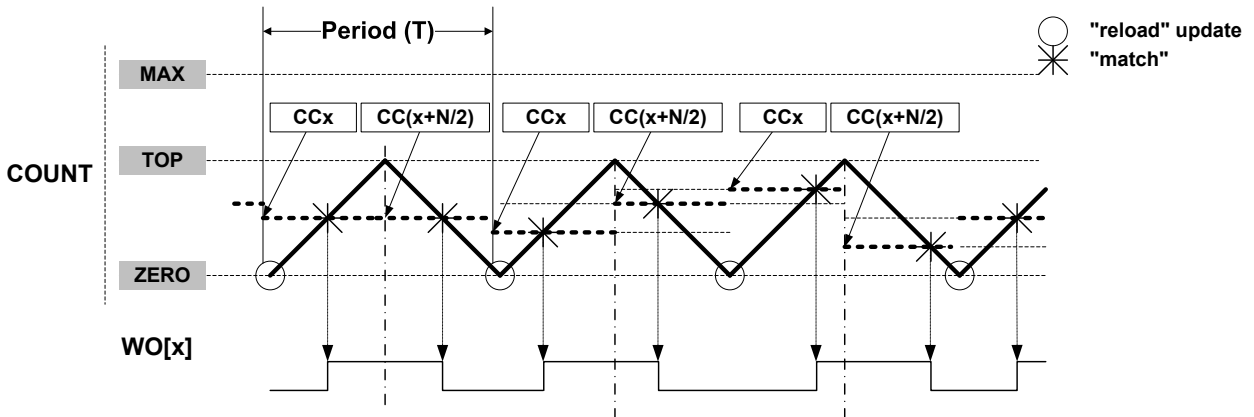 Period (T)
"reload" update
"match"
MAX
CCx
CC(x+N/2)
CCx
CC(x+N/2)
CCx
CC(x+N/2)
TOP
COUNT
ZERO
WO[x]